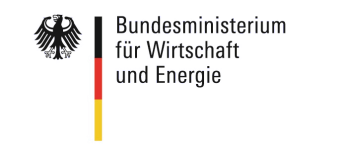 Bundesministerium
für Wirtschaft
und Energie